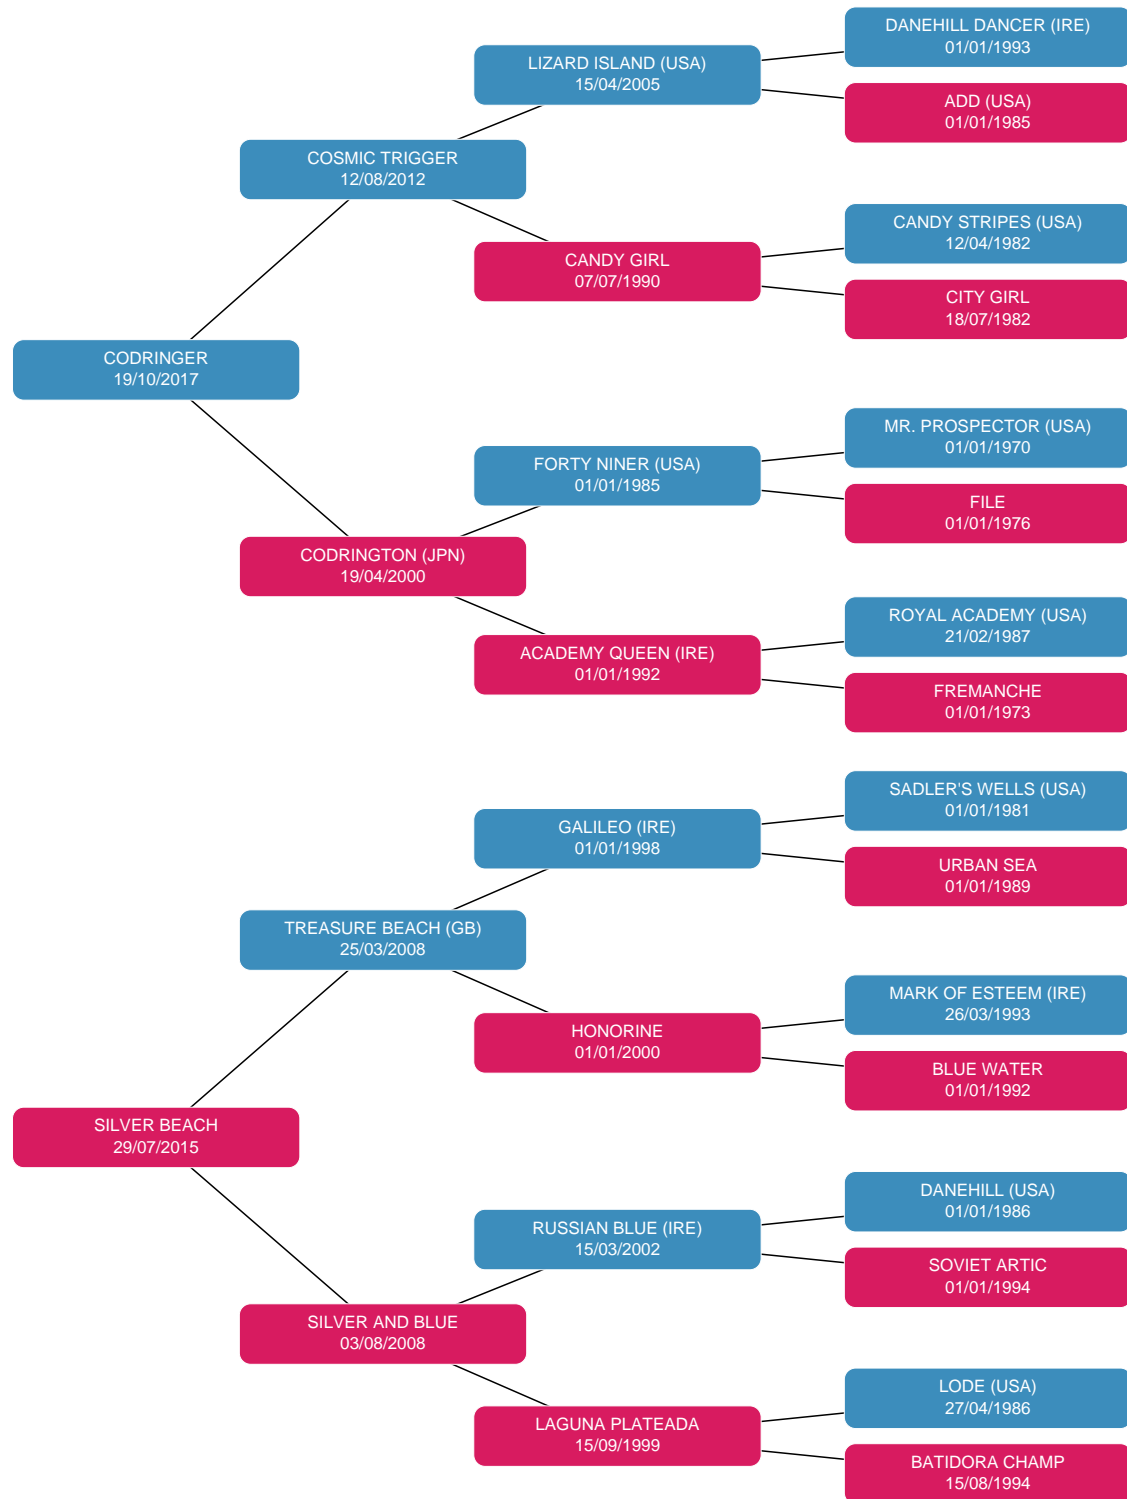 DANEHILL DANCER (IRE)
01/01/1993
LIZARD ISLAND (USA)
15/04/2005
ADD (USA)
01/01/1985
COSMIC TRIGGER
12/08/2012
CANDY STRIPES (USA)
12/04/1982
CANDY GIRL
07/07/1990
CITY GIRL
18/07/1982
CODRINGER
19/10/2017
MR. PROSPECTOR (USA)
01/01/1970
FORTY NINER (USA)
01/01/1985
FILE
01/01/1976
CODRINGTON (JPN)
19/04/2000
ROYAL ACADEMY (USA)
21/02/1987
ACADEMY QUEEN (IRE)
01/01/1992
FREMANCHE
01/01/1973
SADLER'S WELLS (USA)
01/01/1981
GALILEO (IRE)
01/01/1998
URBAN SEA
01/01/1989
TREASURE BEACH (GB)
25/03/2008
MARK OF ESTEEM (IRE)
26/03/1993
HONORINE
01/01/2000
BLUE WATER
01/01/1992
SILVER BEACH
29/07/2015
DANEHILL (USA)
01/01/1986
RUSSIAN BLUE (IRE)
15/03/2002
SOVIET ARTIC
01/01/1994
SILVER AND BLUE
03/08/2008
LODE (USA)
27/04/1986
LAGUNA PLATEADA
15/09/1999
BATIDORA CHAMP
15/08/1994